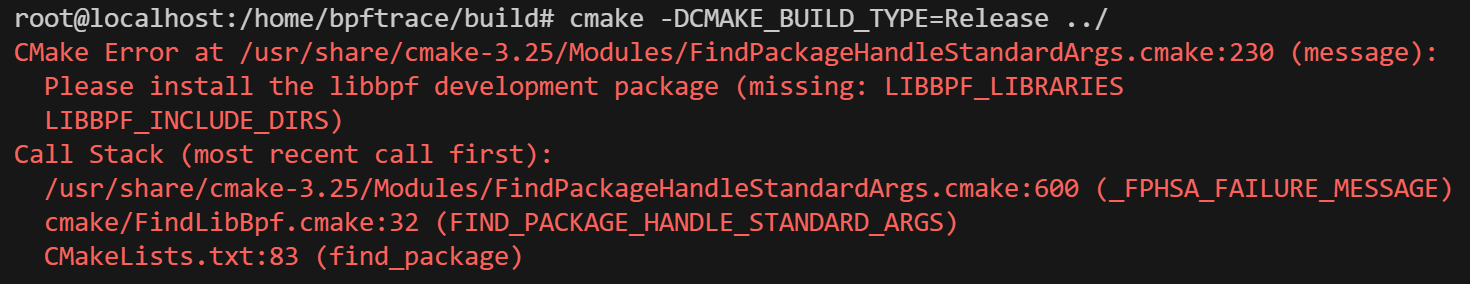 root@localhost:/home/bpftrace/build# cmake -DCMAKE_BUILD_TYPE=Release ../
CMake Error at /usr/share/cmake-3.25/Modules/FindPackageHandleStandardArgs.cmake:230 (message):
  Please install the libbpf development package (missing: LIBBPF_LIBRARIES
  LIBBPF_INCLUDE_DIRS)
Call Stack (most recent call first):
  /usr/share/cmake-3.25/Modules/FindPackageHandleStandardArgs.cmake:600 (_FPHSA_FAILURE_MESSAGE)
  cmake/FindLibBpf.cmake:32 (FIND_PACKAGE_HANDLE_STANDARD_ARGS)
  CMakeLists.txt:83 (find_package)